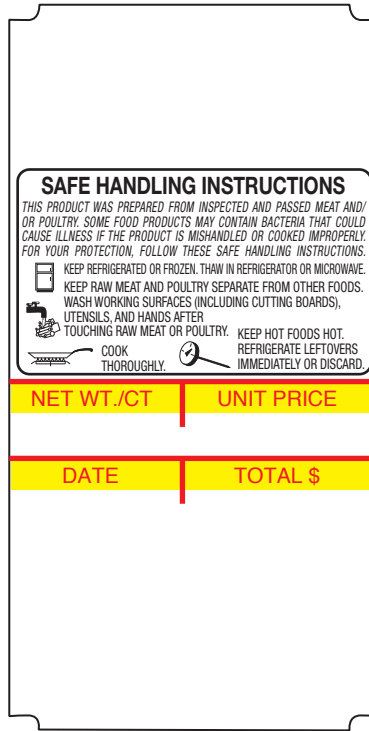 SAFE HANDLING INSTRUCTIONS
THIS PRODUCT WAS PREPARED FROM INSPECTED AND PASSED MEAT AND/
OR POULTRY. SOME FOOD PRODUCTS MAY CONTAIN BACTERIA THAT COULD
CAUSE ILLNESS IF THE PRODUCT IS MISHANDLED OR COOKED IMPROPERLY.
FOR YOUR PROTECTION, FOLLOW THESE SAFE HANDLING INSTRUCTIONS.
KEEP REFRIGERATED OR FROZEN. THAW IN REFRIGERATOR OR MICROWAVE.
KEEP RAW MEAT AND POULTRY SEPARATE FROM OTHER FOODS.
WASH WORKING SURFACES (INCLUDING CUTTING BOARDS),
UTENSILS, AND HANDS AFTER
TOUCHING RAW MEAT OR POULTRY.
COOK
THOROUGHLY.
KEEP HOT FOODS HOT.
REFRIGERATE LEFTOVERS
IMMEDIATELY OR DISCARD.
NET WT./CT UNIT PRICE
DATE TOTAL $